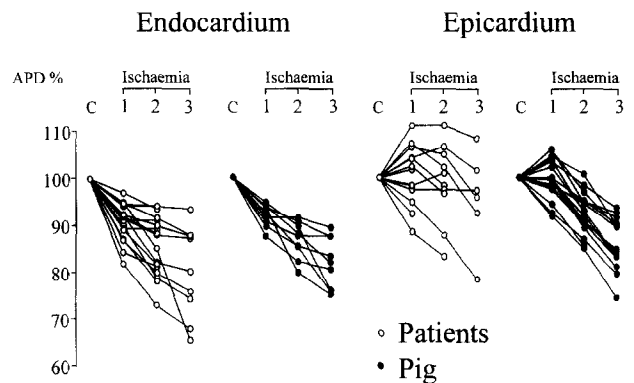 Endocardium Epicardium
APD % Ischaemia Ischaemia Ischaemia Ischaemia
C 1 2 3 C 1 2 3 C 1 2 3 C 1 2 3
110
100
90
80
70
60
Patients
Pig